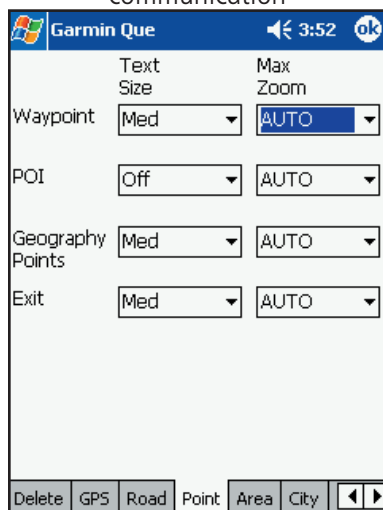 communication
Garmin Que 3:52 ok
Text Size Max Zoom
Waypoint Med AUTO
POI Off AUTO
Geography Points Med AUTO
Exit Med AUTO
Delete GPS Road Point Area City